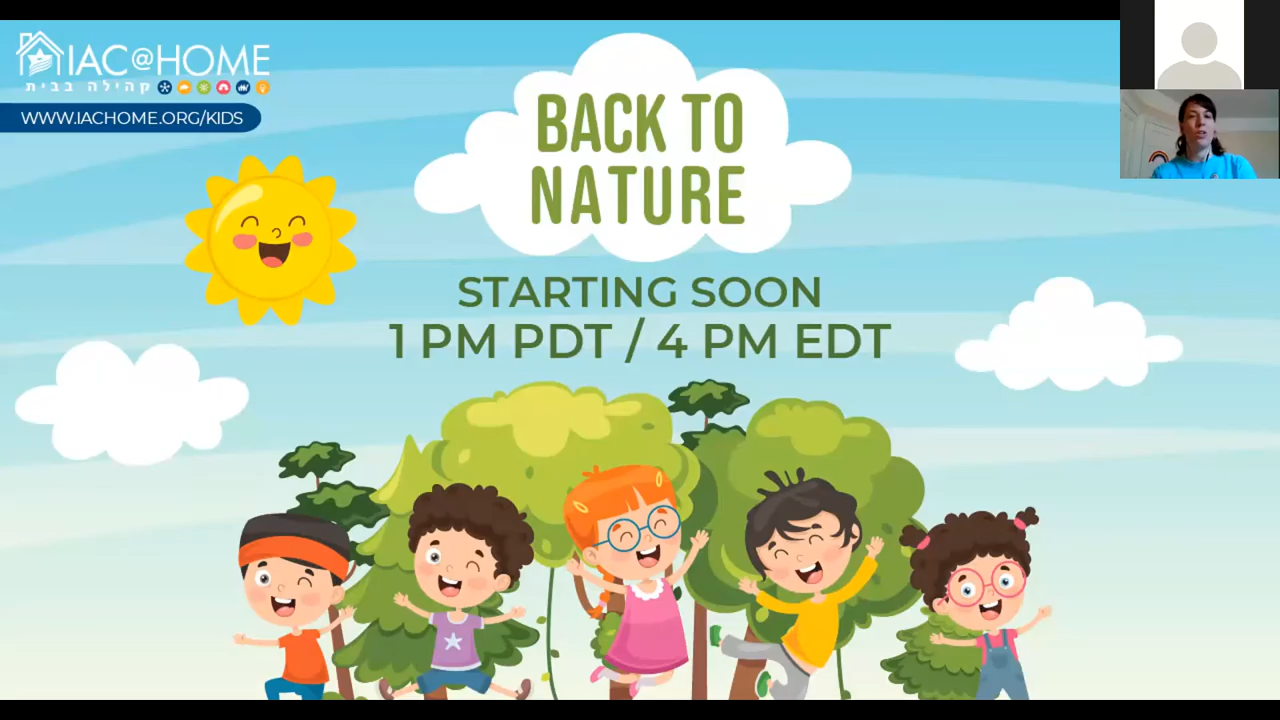 IAC@HOME
קהילה בבית
WWW.IACHOME.ORG/KIDS
BACK TO
NATURE
STARTING SOON
1 PM PDT / 4 PM EDT